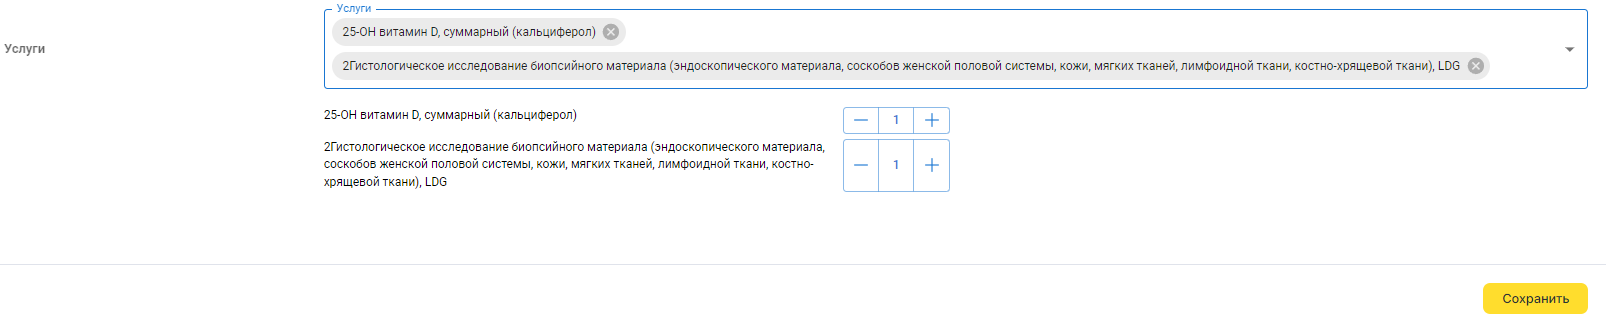 Услуги
Услуги
25-OH витамин D, суммарный (кальциферол)
2Гистологическое исследование биопсийного материала (эндоскопического материала, соскобов женской половой системы, кожи, мягких тканей, лимфоидной ткани, костно-хрящевой ткани), LDG
25-OH витамин D, суммарный (кальциферол)
1
2Гистологическое исследование биопсийного материала (эндоскопического материала,
соскобов женской половой системы, кожи, мягких тканей, лимфоидной ткани, костно-
хрящевой ткани), LDG
1
Сохранить